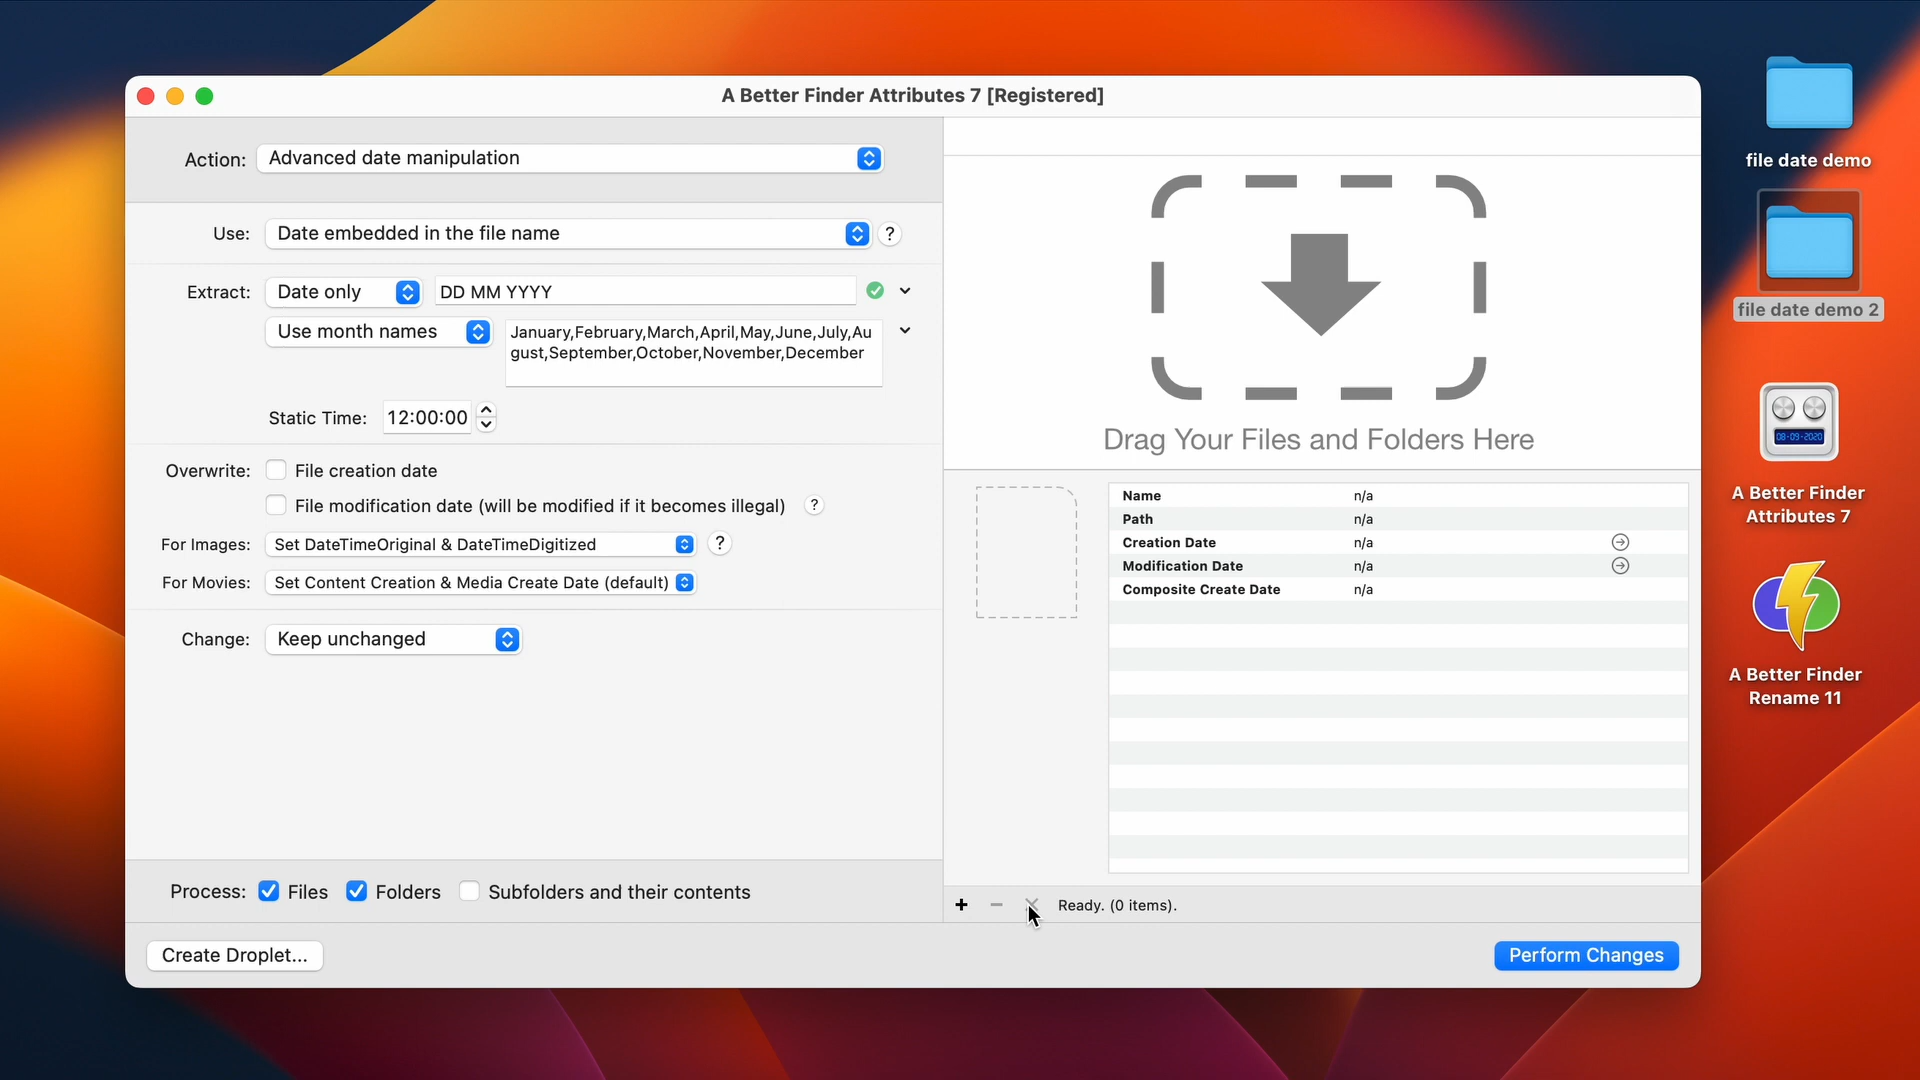 A Better Finder Attributes 7 [Registered]
Action: Advanced date manipulation
Use: Date embedded in the file name ?
Extract: Date only DD MM YYYY
Use month names January,February,March,April,May,June,July,Au
gust,September,October,November,December
Static Time: 12:00:00
Overwrite: File creation date
File modification date (will be modified if it becomes illegal) ?
For Images: Set DateTimeOriginal & DateTimeDigitized ?
For Movies: Set Content Creation & Media Create Date (default)
Change: Keep unchanged
Process: Files Folders Subfolders and their contents
Create Droplet...
Drag Your Files and Folders Here
Name n/a
Path n/a
Creation Date n/a
Modification Date n/a
Composite Create Date n/a
Ready. (0 items).
Perform Changes
file date demo
file date demo 2
08-09-2020
A Better Finder
Attributes 7
A Better Finder
Rename 11